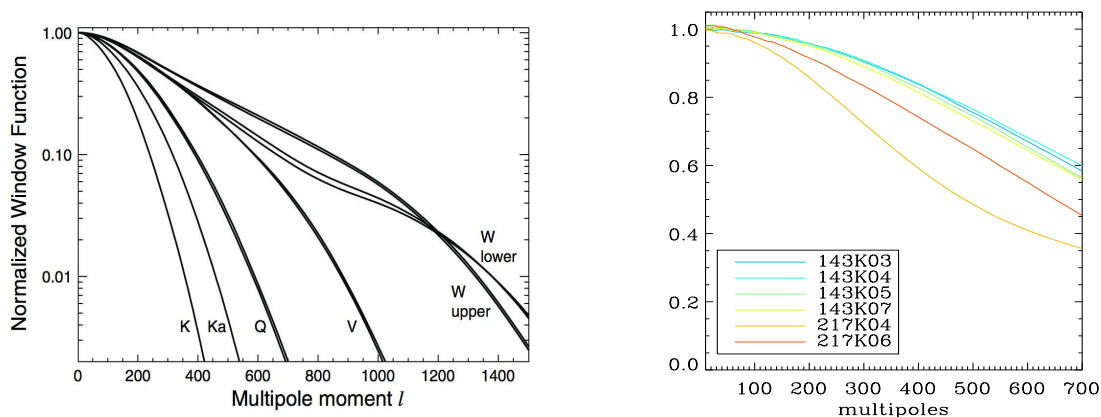 Normalized Window Function
1.00
0.10
0.01
K
Ka
Q
V
W
lower
W
upper
0 200 400 600 800 1000 1200 1400
Multipole moment l
1.0
0.8
0.6
0.4
0.2
0.0
143K03
143K04
143K05
143K07
217K04
217K06
100 200 300 400 500 600 700
multipoles